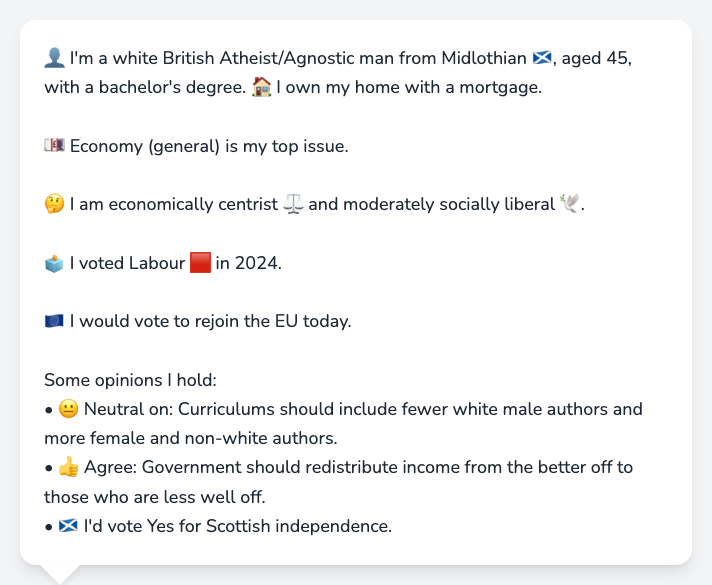 👤 I'm a white British Atheist/Agnostic man from Midlothian 🏴󠁧󠁢󠁳󠁣󠁴󠁿, aged 45,
with a bachelor's degree. 🏠 I own my home with a mortgage.
💷 Economy (general) is my top issue.
🤔 I am economically centrist ⚖️ and moderately socially liberal 🕊️.
🗳️ I voted Labour 🟥 in 2024.
🇪🇺 I would vote to rejoin the EU today.
Some opinions I hold:
• 😐 Neutral on: Curriculums should include fewer white male authors and
more female and non-white authors.
• 👍 Agree: Government should redistribute income from the better off to
those who are less well off.
• 🏴󠁧󠁢󠁳󠁣󠁴󠁿 I'd vote Yes for Scottish independence.